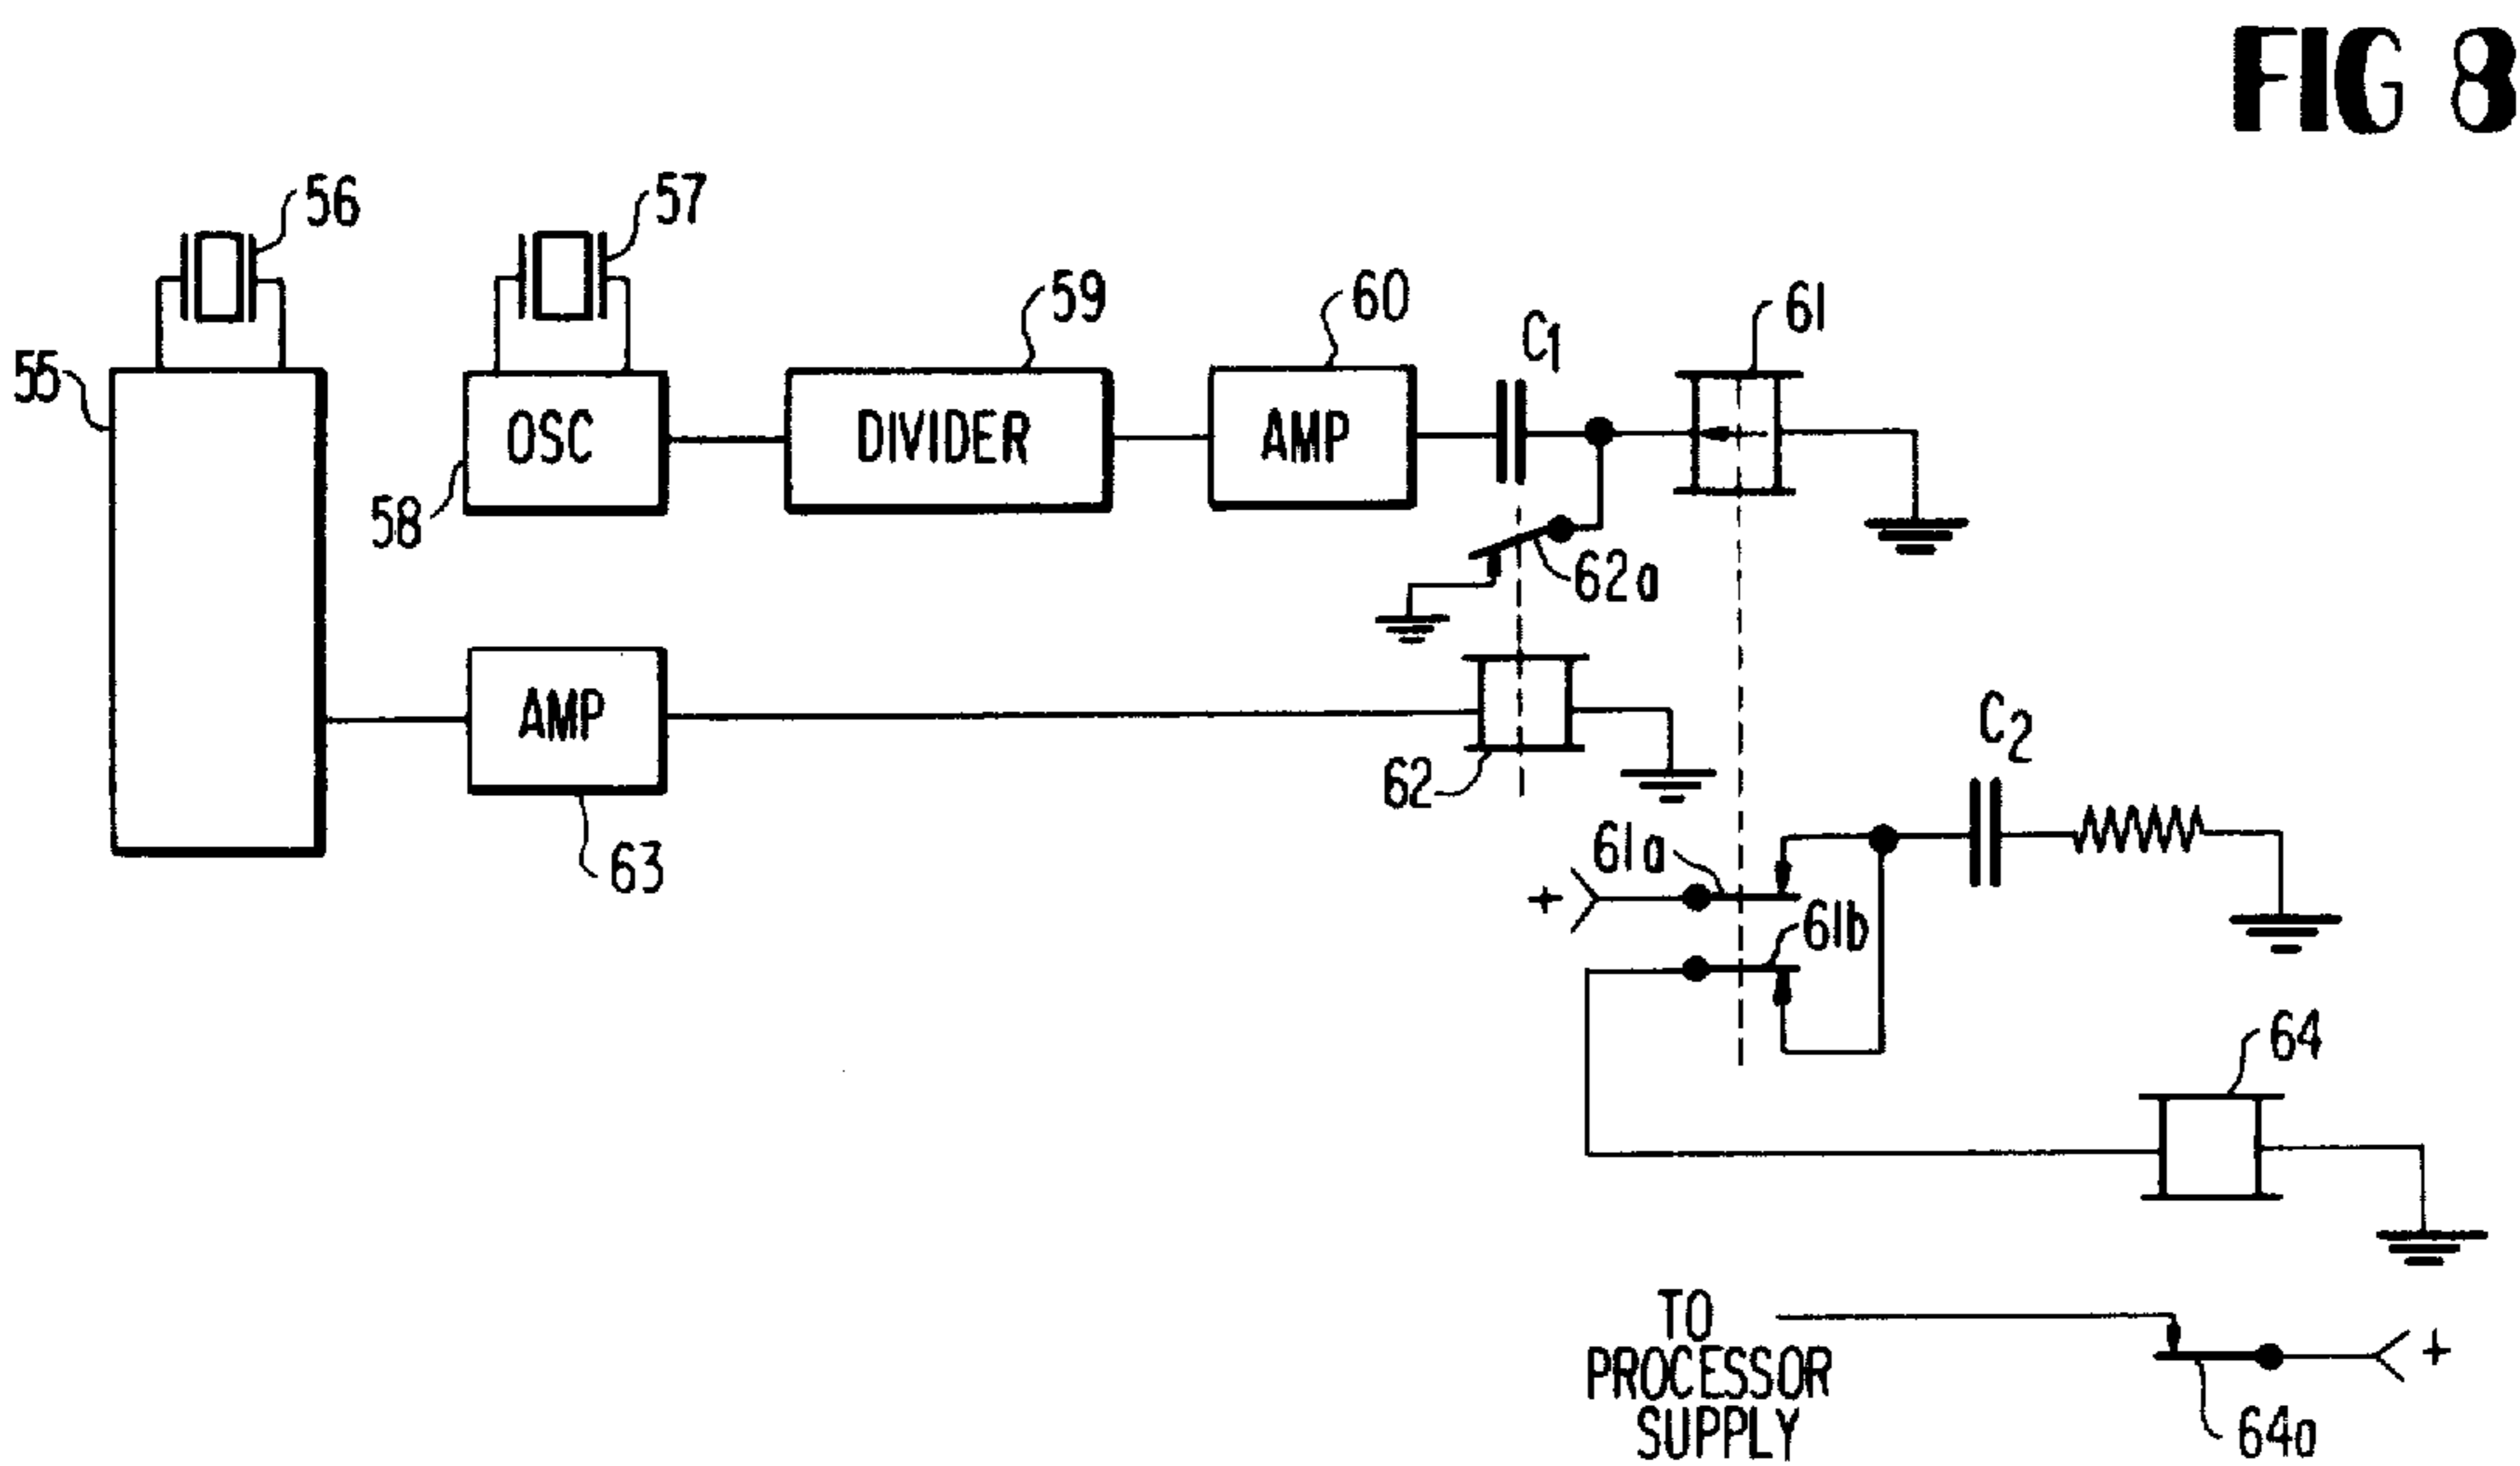 FIG 8
56
57
55
59
60
C1
61
OSC
DIVIDER
AMP
58
62a
AMP
62
C2
63
61a
+
61b
64
TO
PROCESSOR
SUPPLY
+
64a